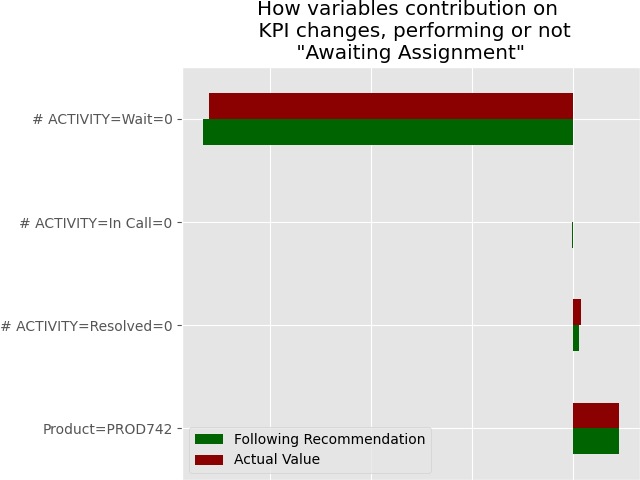 How variables contribution on
KPI changes, performing or not
"Awaiting Assignment"
# ACTIVITY=Wait=0
# ACTIVITY=In Call=0
# ACTIVITY=Resolved=0
Product=PROD742
Following Recommendation
Actual Value